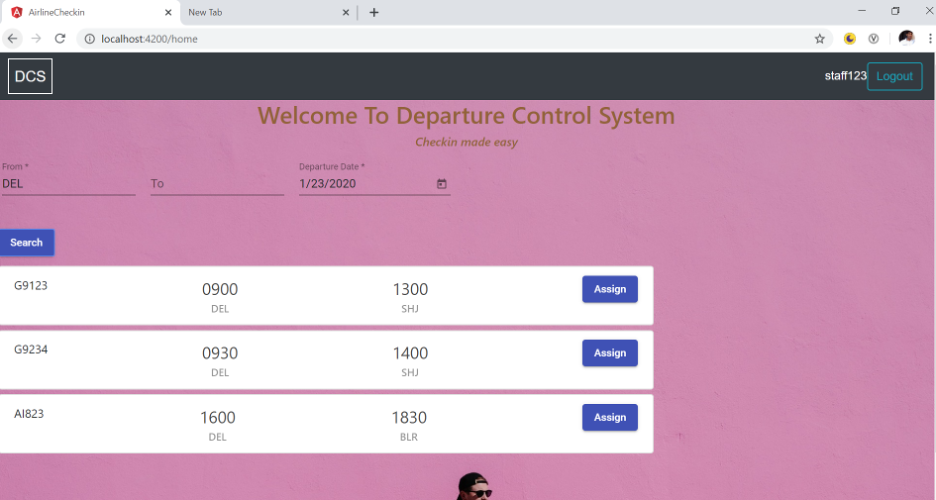 AirlineCheckin
New Tab
localhost:4200/home
DCS
staff123 Logout
Welcome To Departure Control System
Checkin made easy
From * Departure Date *
DEL To 1/23/2020
Search
G9123 0900 1300 Assign
DEL SHJ
G9234 0930 1400 Assign
DEL SHJ
AI823 1600 1830 Assign
DEL BLR